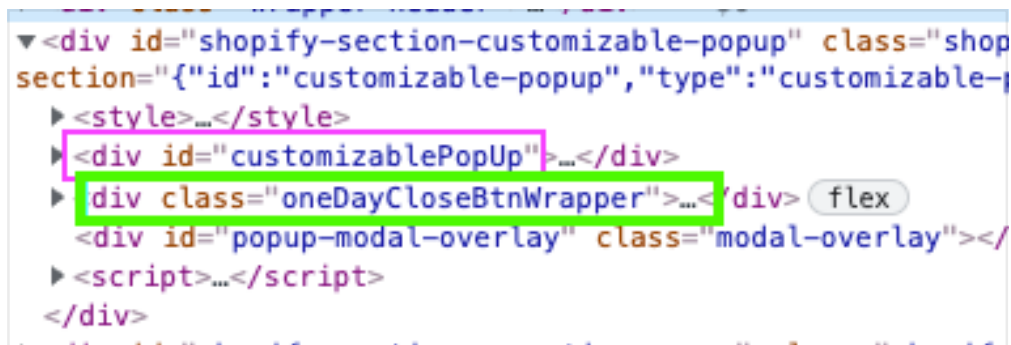 ▼<div id="shopify-section-customizable-popup" class="shop
section="{"id":"customizable-popup","type":"customizable-p
▶<style>…</style>
▶<div id="customizablePopUp">…</div>
▶<div class="oneDayCloseBtnWrapper">…</div> flex
<div id="popup-modal-overlay" class="modal-overlay"></
▶<script>…</script>
</div>